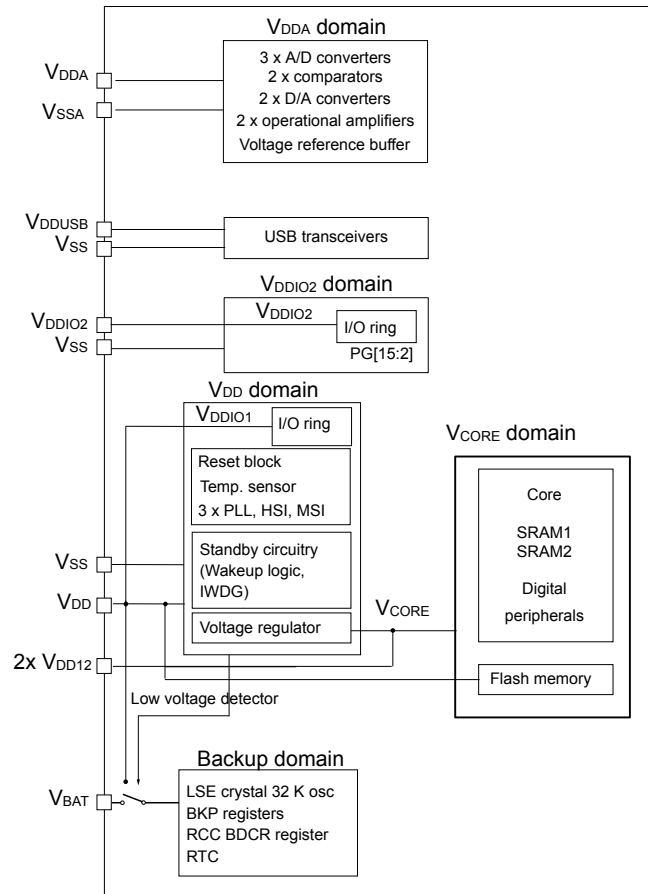 VDDA domain
VDDA
VSSA
3 x A/D converters
2 x comparators
2 x D/A converters
2 x operational amplifiers
Voltage reference buffer
VDDUSB
VSS
USB transceivers
VDDIO2 domain
VDDIO2
VDDIO2
I/O ring
VSS
PG[15:2]
VDD domain
VDDIO1
I/O ring
Reset block
Temp. sensor
3 x PLL, HSI, MSI
VSS
Standby circuitry
(Wakeup logic,
IWDG)
VDD
Voltage regulator
VCORE
2x VDD12
VCORE domain
Core
SRAM1
SRAM2
Digital
peripherals
Flash memory
Low voltage detector
Backup domain
VBAT
LSE crystal 32 K osc
BKP registers
RCC BDCR register
RTC